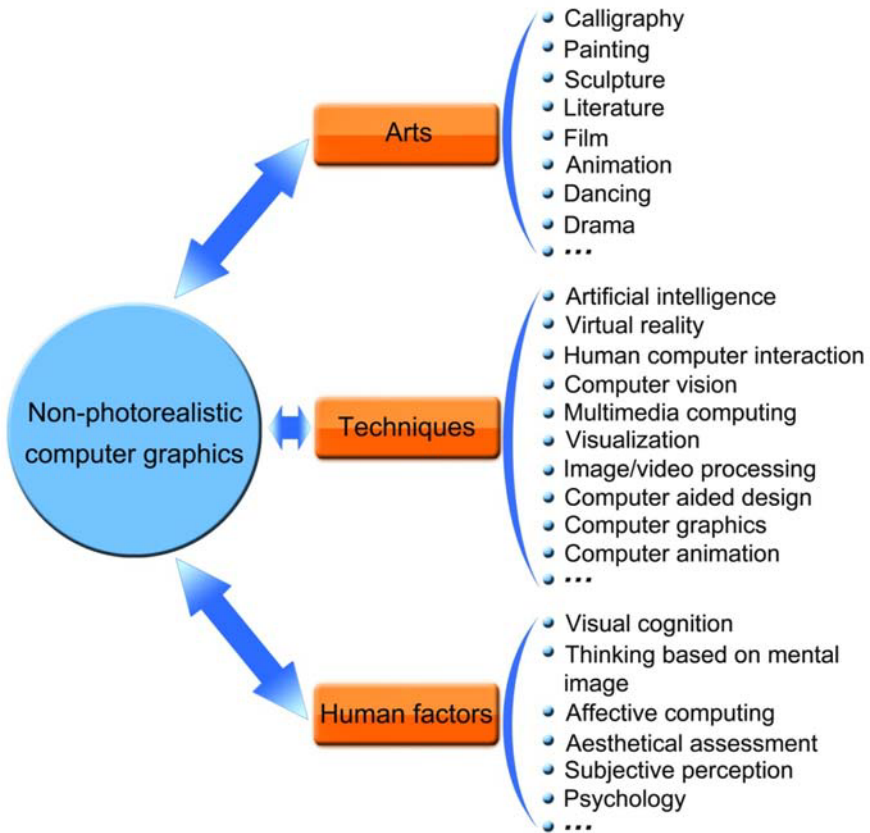 Calligraphy
Painting
Sculpture
Literature
Film
Animation
Dancing
Drama
...
Arts
Artificial intelligence
Virtual reality
Human computer interaction
Computer vision
Multimedia computing
Visualization
Image/video processing
Computer aided design
Computer graphics
Computer animation
...
Techniques
Non-photorealistic
computer graphics
Visual cognition
Thinking based on mental
image
Affective computing
Aesthetical assessment
Subjective perception
Psychology
...
Human factors